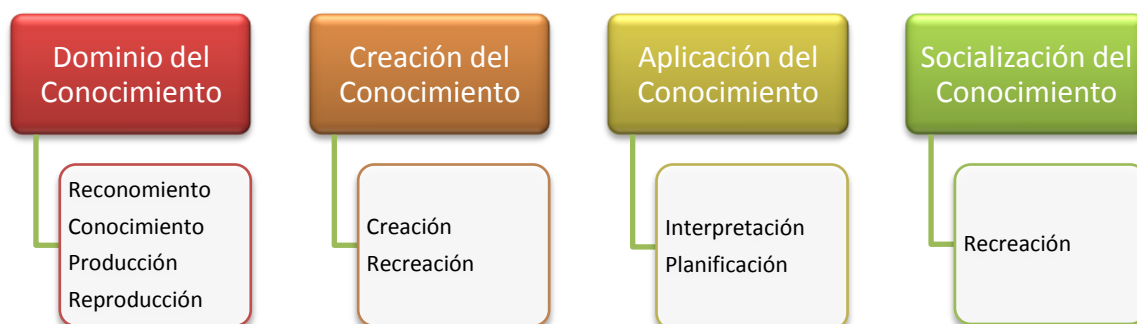 Dominio del
Conocimiento
Reconomiento
Conocimiento
Producción
Reproducción
Creación del
Conocimiento
Creación
Recreación
Aplicación del
Conocimiento
Interpretación
Planificación
Socialización del
Conocimiento
Recreación